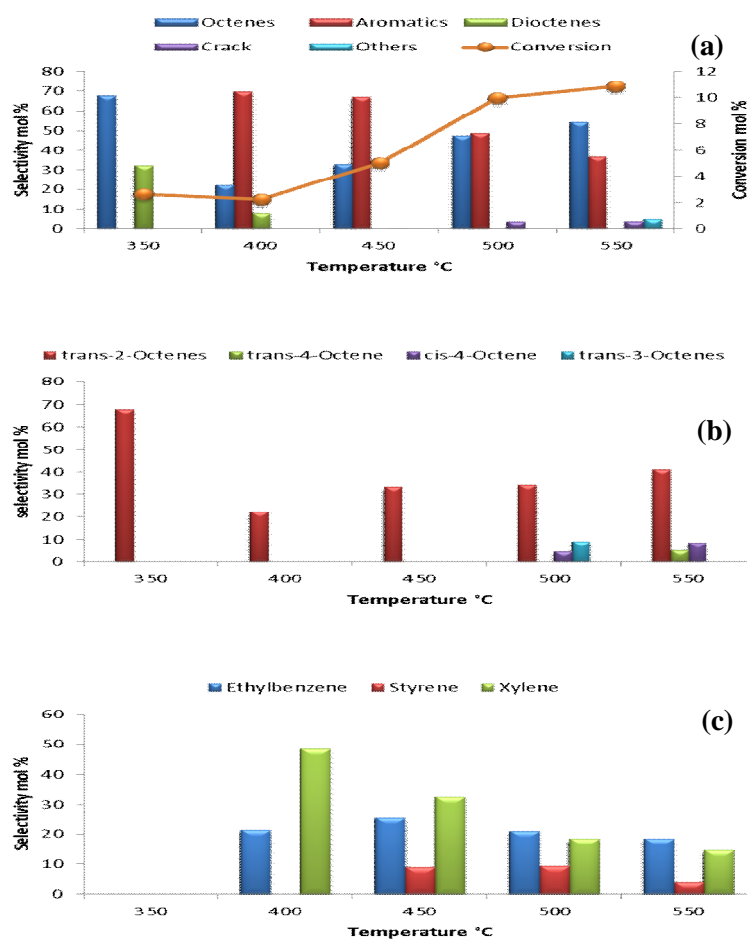 Octenes Aromatics Dioctenes
Crack Others Conversion
(a)
Selectivity mol %
80
70
60
50
40
30
20
10
0
12
10
8
6
4
2
0
Conversion mol %
350 400 450 500 550
Temperature °C
trans-2-Octenes trans-4-Octene cis-4-Octene trans-3-Octenes
(b)
selectivity mol %
80
70
60
50
40
30
20
10
0
350 400 450 500 550
Temperature °C
Ethylbenzene Styrene Xylene
(c)
Selectivity mol %
60
50
40
30
20
10
0
350 400 450 500 550
Temperature °C